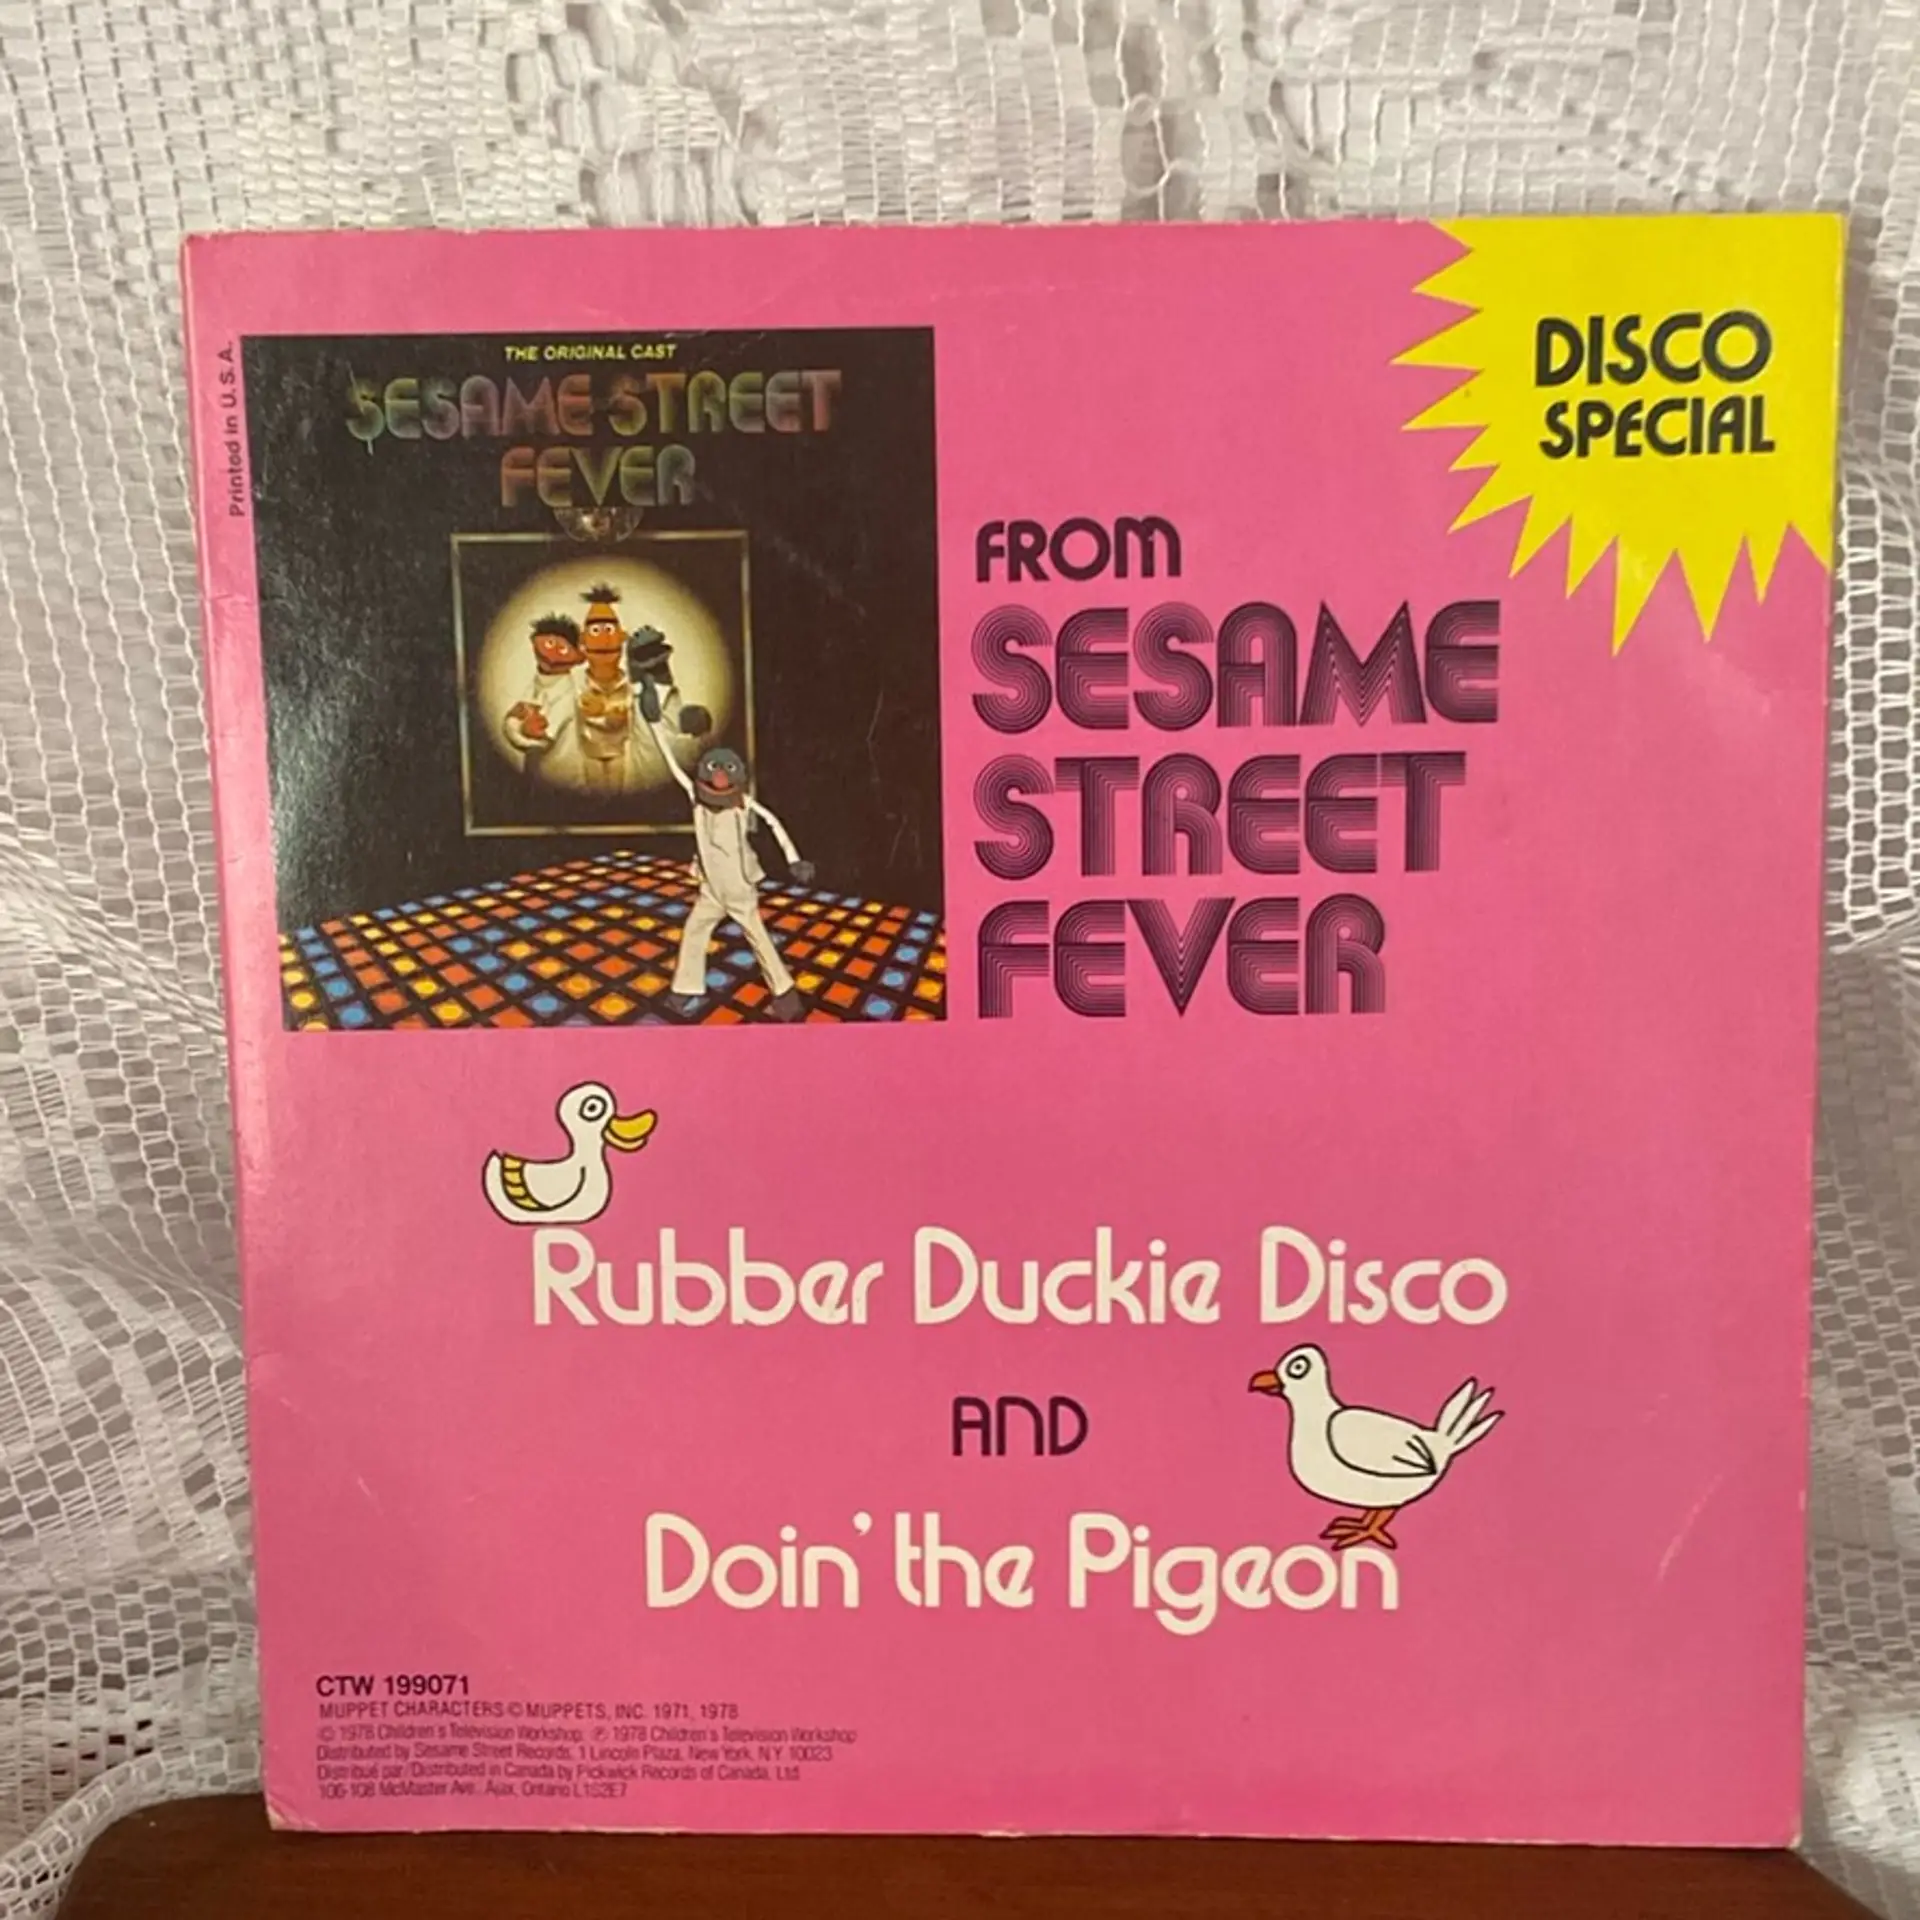 Printed in U.S.A.
THE ORIGINAL CAST
SESAME STREET
FEVER
DISCO
SPECIAL
FROM
SESAME
STREET
FEVER
Rubber Duckie Disco
AND
Doin' the Pigeon
CTW 199071
MUPPET CHARACTERS © MUPPETS, INC. 1971, 1978
© 1978 Children's Television Workshop. ℗ 1978 Children's Television Workshop
Distributed by Sesame Street Records, 1 Lincoln Plaza, New York, N.Y. 10023
Distribué par/Distributed in Canada by Pickwick Records of Canada, Ltd.
106-108 McMaster Ave., Ajax, Ontario L1S2E7